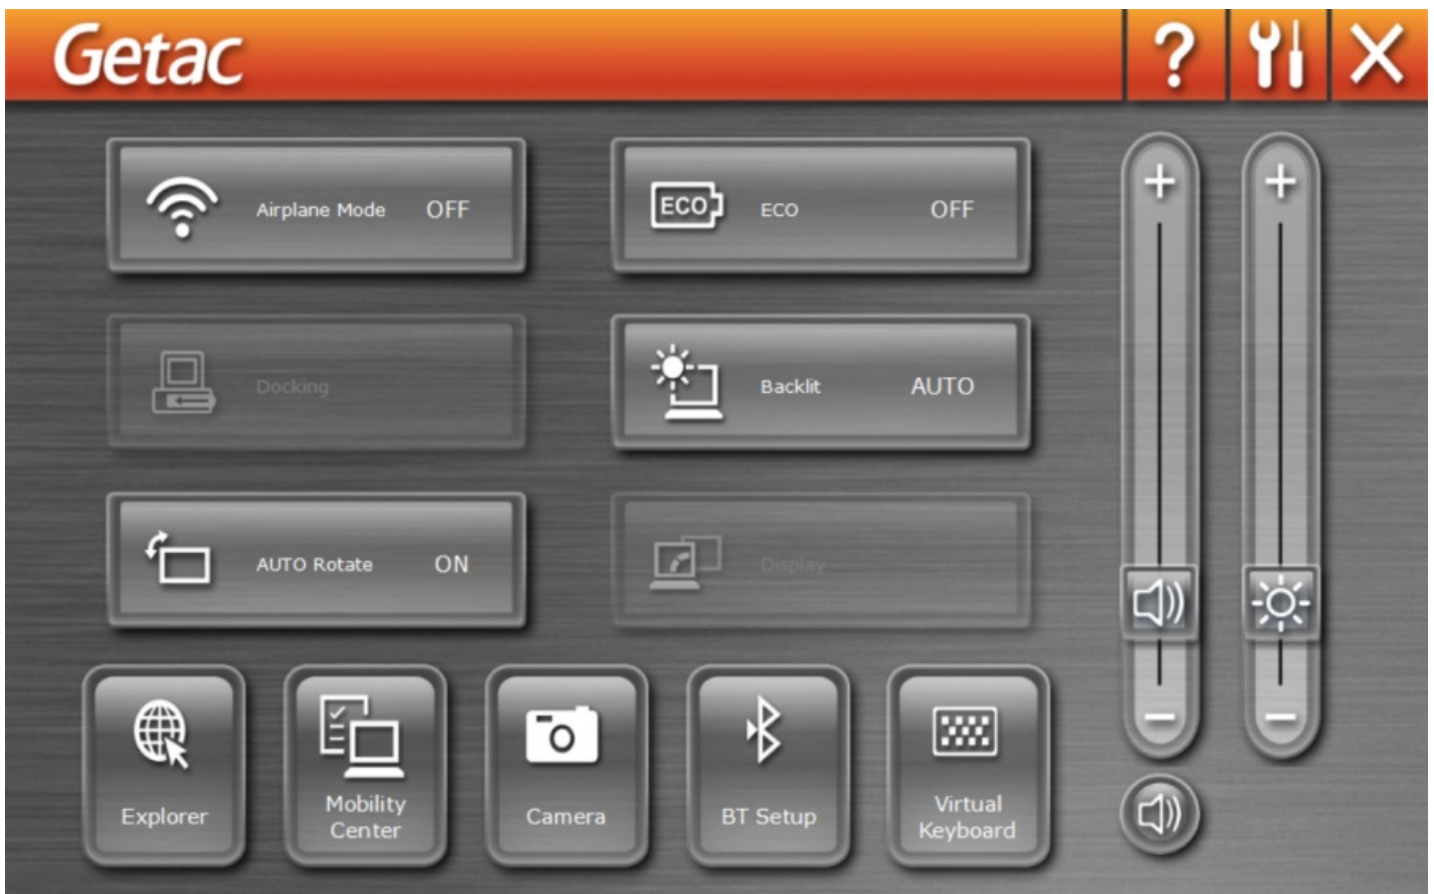 Getac
?
Airplane Mode OFF
ECO ECO OFF
Docking
Backlit AUTO
AUTO Rotate ON
Display
Explorer
Mobility
Center
Camera
BT Setup
Virtual
Keyboard